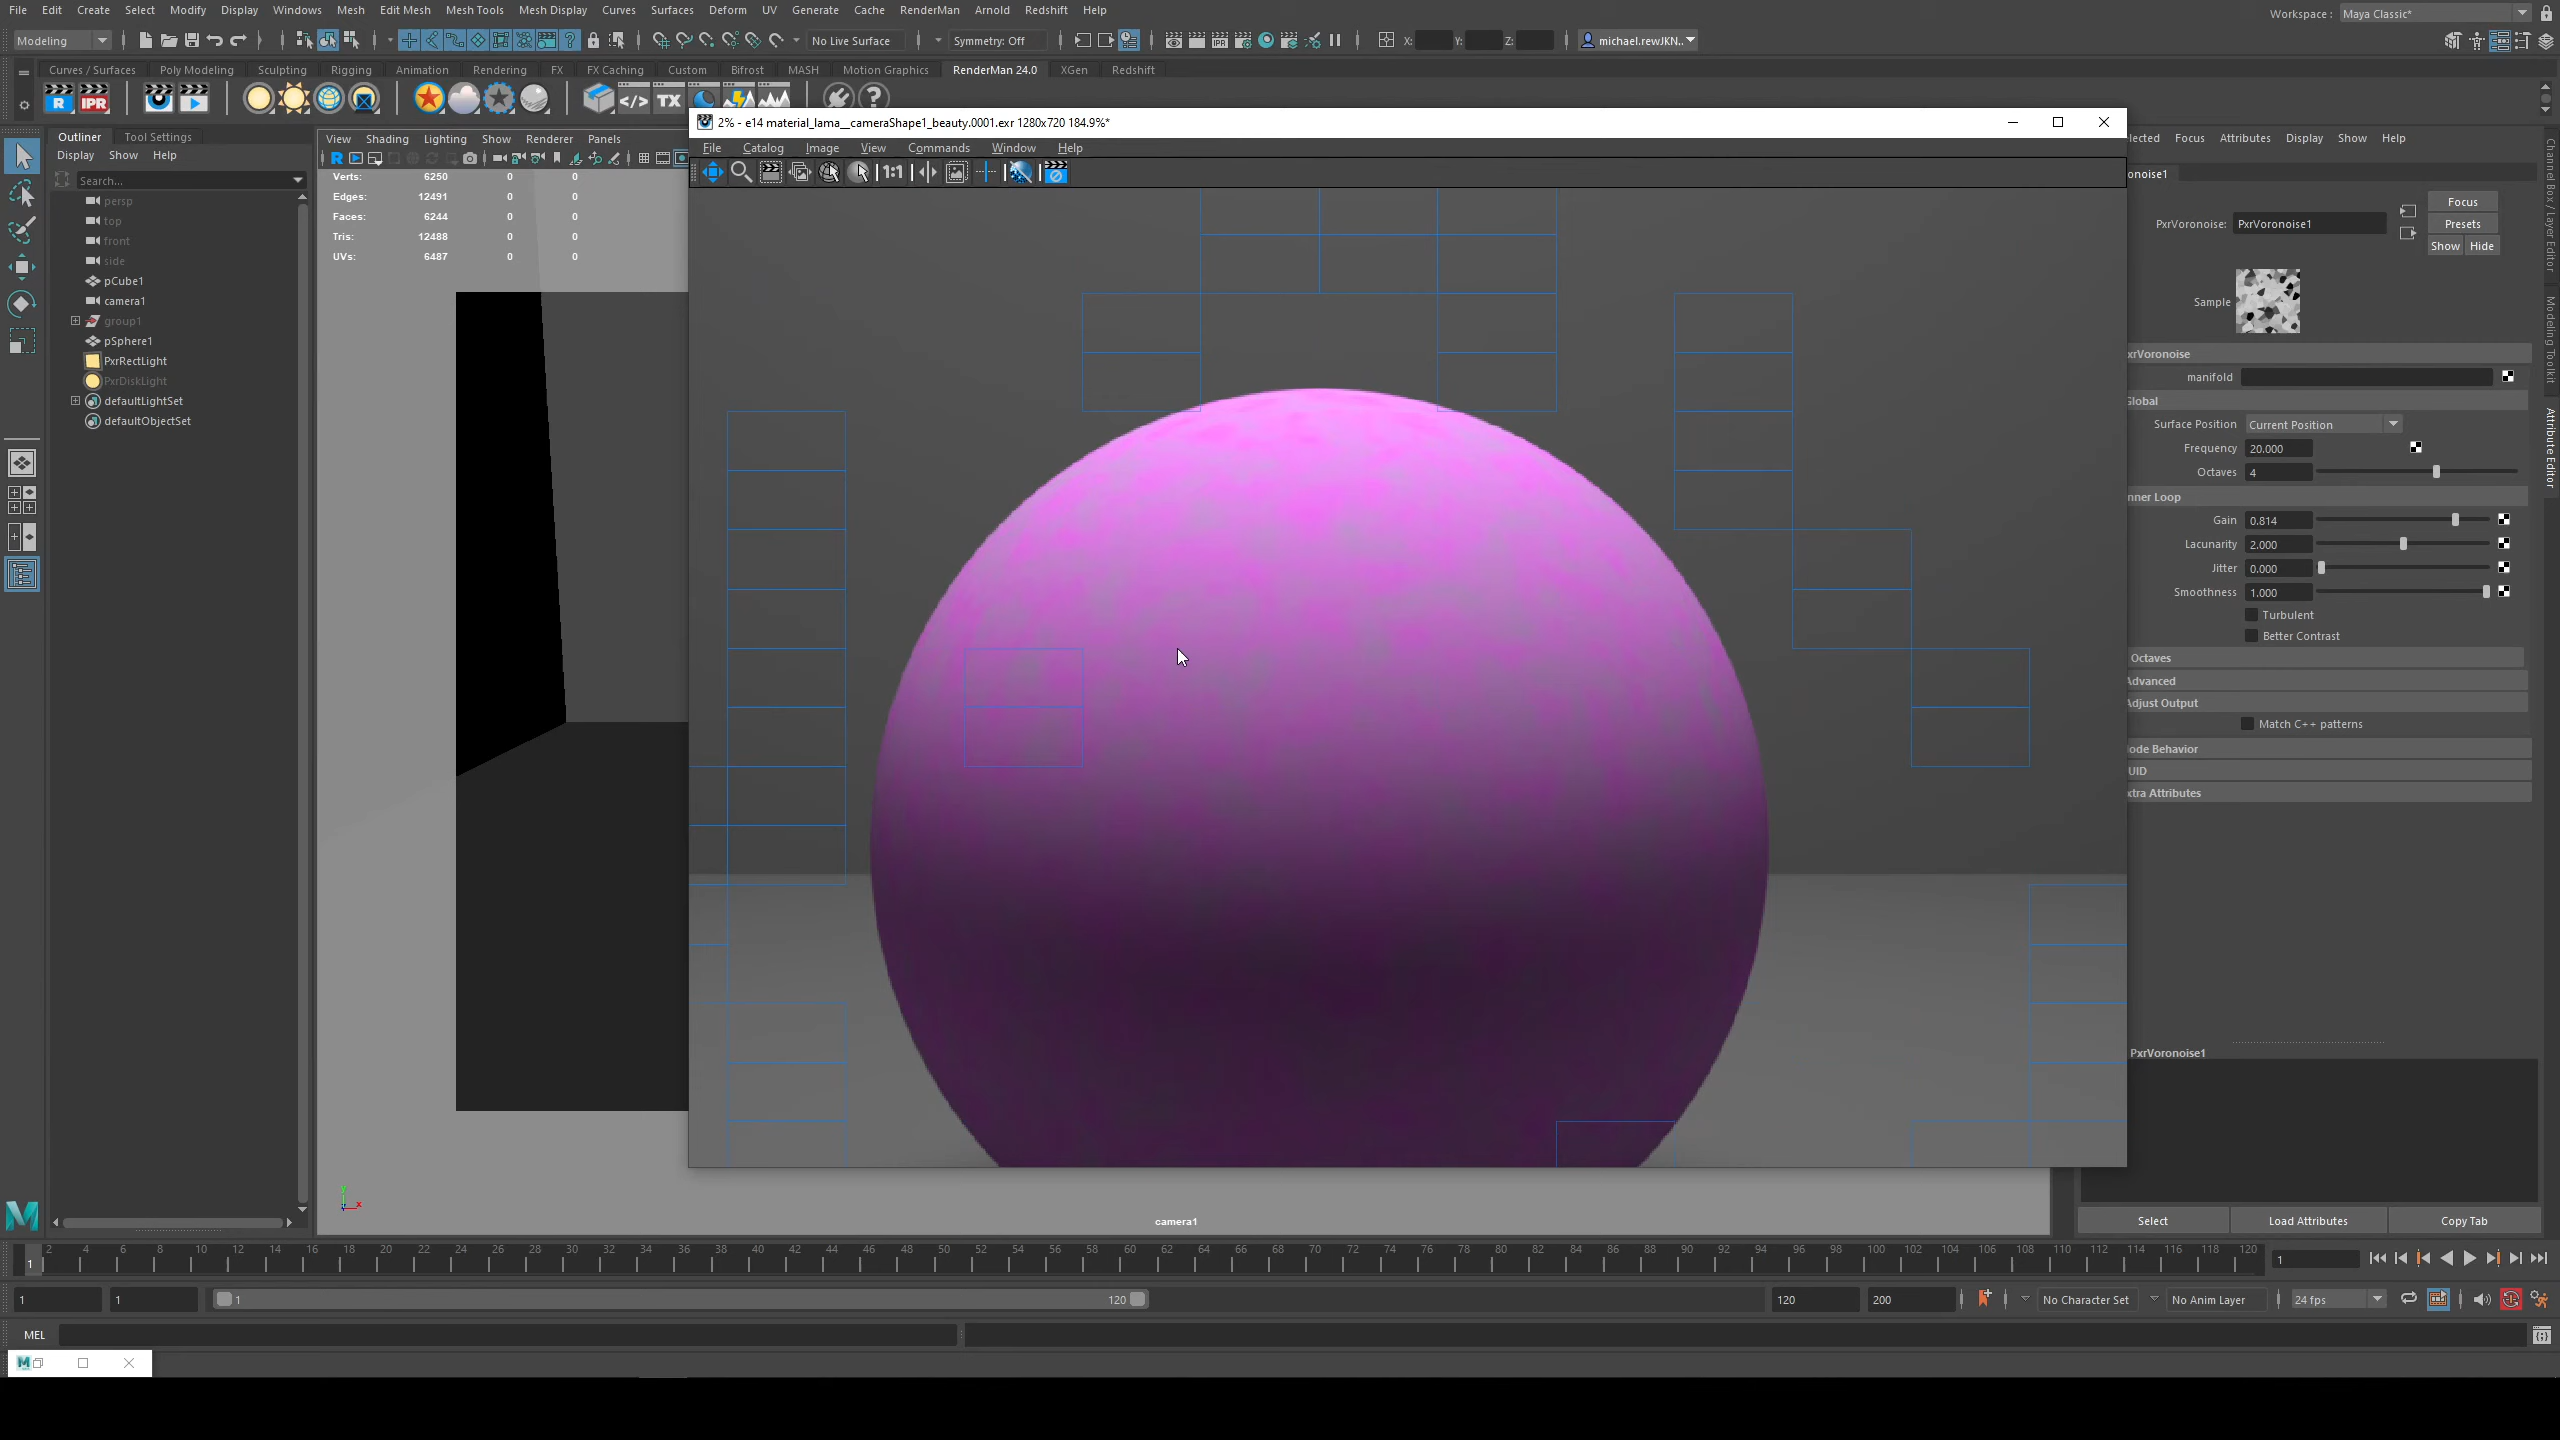 File Edit Create Select Modify Display Windows Mesh Edit Mesh Mesh Tools Mesh Display Curves Surfaces Deform UV Generate Cache RenderMan Arnold Redshift Help
Workspace : Maya Classic*
Modeling No Live Surface Symmetry: Off X: Y: Z: michael.rewJKN..
Curves / Surfaces Poly Modeling Sculpting Rigging Animation Rendering FX FX Caching Custom Bifrost MASH Motion Graphics RenderMan 24.0 XGen Redshift
R IPR </> TX ?
2% - e14 material_lama__cameraShape1_beauty.0001.exr 1280x720 184.9%*
File Catalog Image View Commands Window Help
1:1
Outliner Tool Settings
Display Show Help
Search...
persp
top
front
side
pCube1
camera1
group1
pSphere1
PxrRectLight
PxrDiskLight
defaultLightSet
defaultObjectSet
View Shading Lighting Show Renderer Panels
Verts: 6250 0 0
Edges: 12491 0 0
Faces: 6244 0 0
Tris: 12488 0 0
UVs: 6487 0 0
y
x
camera1
lected Focus Attributes Display Show Help
onoise1
PxrVoronoise: PxrVoronoise1
Focus
Presets
Show Hide
Sample
xrVoronoise
manifold
Global
Surface Position Current Position
Frequency 20.000
Octaves 4
nner Loop
Gain 0.814
Lacunarity 2.000
Jitter 0.000
Smoothness 1.000
Turbulent
Better Contrast
Octaves
Advanced
Adjust Output
Match C++ patterns
ode Behavior
UID
xtra Attributes
PxrVoronoise1
Select Load Attributes Copy Tab
Channel Box / Layer Editor
Modeling Toolkit
Attribute Editor
2 4 6 8 10 12 14 16 18 20 22 24 26 28 30 32 34 36 38 40 42 44 46 48 50 52 54 56 58 60 62 64 66 68 70 72 74 76 78 80 82 84 86 88 90 92 94 96 98 100 102 104 106 108 110 112 114 116 118 120
1 1
1 1 1 120 120 200 No Character Set No Anim Layer 24 fps
MEL